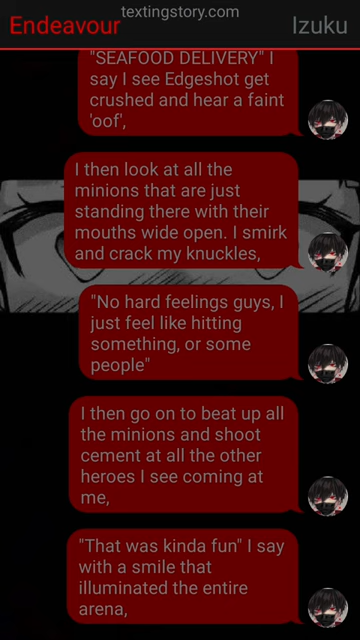 textingstory.com
Endeavour
Izuku
"SEAFOOD DELIVERY" I
say I see Edgeshot get
crushed and hear a faint
'oof',
I then look at all the
minions that are just
standing there with their
mouths wide open. I smirk
and crack my knuckles,
"No hard feelings guys, I
just feel like hitting
something, or some
people"
I then go on to beat up all
the minions and shoot
cement at all the other
heroes I see coming at
me,
"That was kinda fun" I say
with a smile that
illuminated the entire
arena,